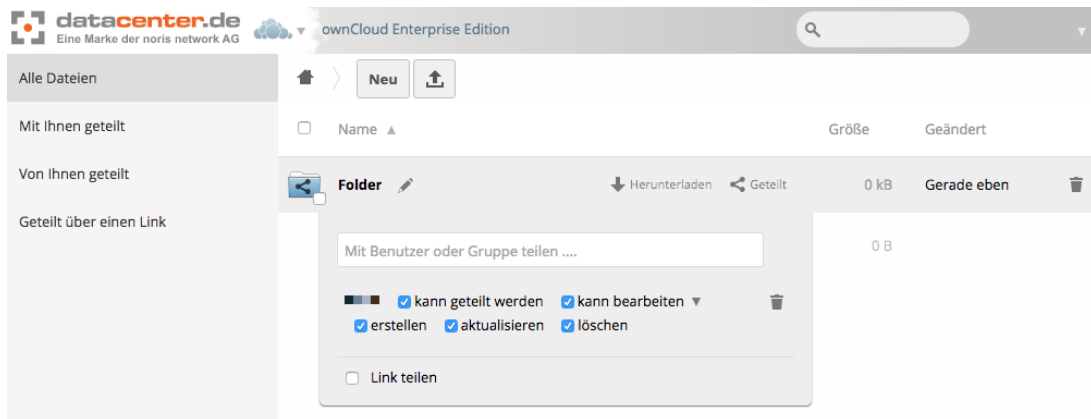 datacenter.de
Eine Marke der noris network AG
ownCloud Enterprise Edition
Alle Dateien
Mit Ihnen geteilt
Von Ihnen geteilt
Geteilt über einen Link
Neu
Name ▲ Größe Geändert
Folder Herunterladen Geteilt 0 kB Gerade eben
Mit Benutzer oder Gruppe teilen ....
0 B
kann geteilt werden kann bearbeiten ▼
erstellen aktualisieren löschen
Link teilen